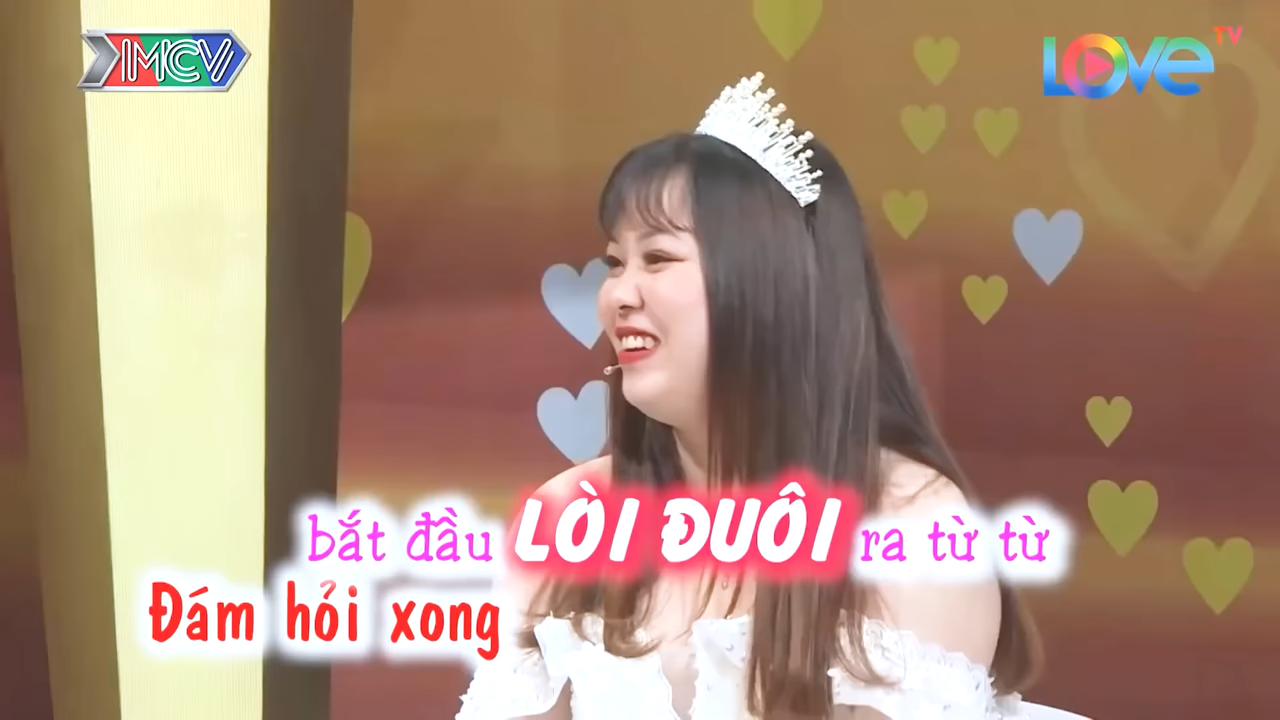 MCV
LOVE TV
bắt đầu LÒI ĐUÔI ra từ từ
Đám hỏi xong